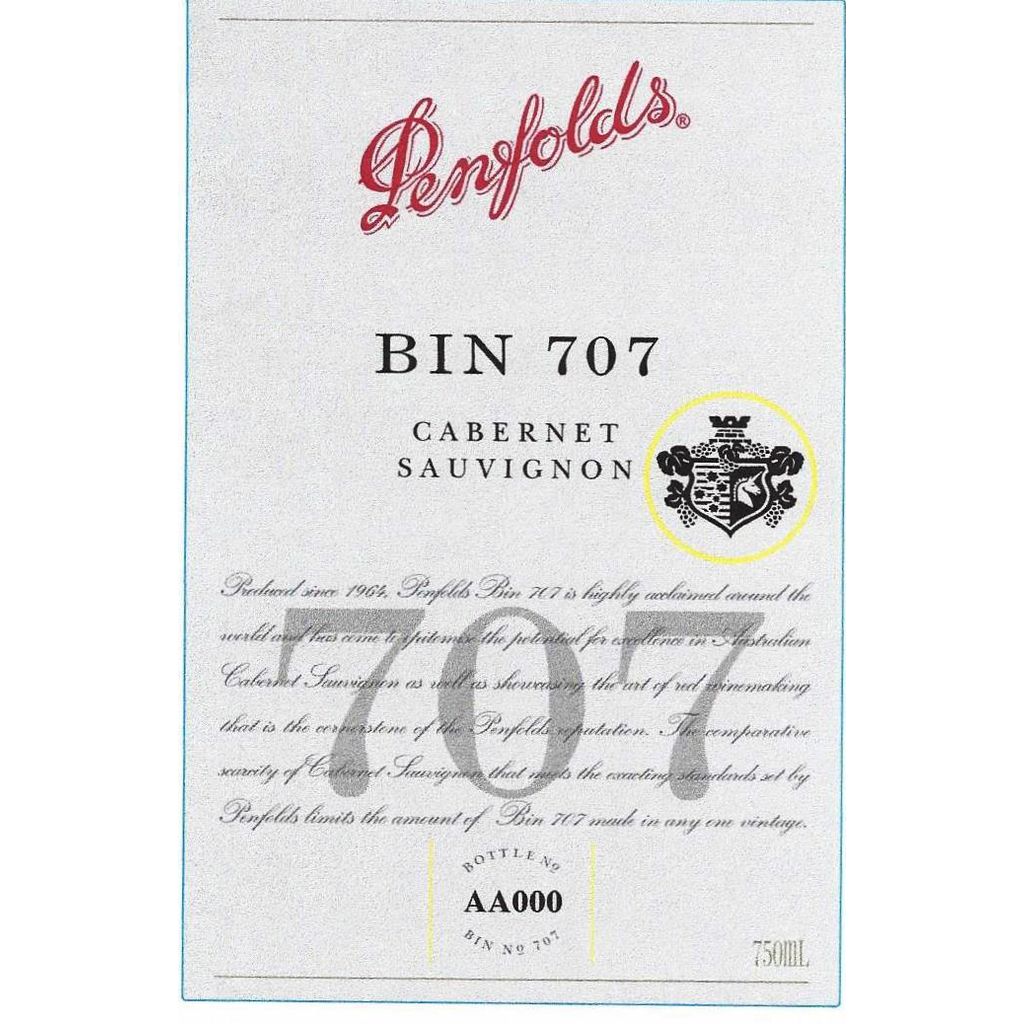 Penfolds®
BIN 707
CABERNET
SAUVIGNON
Produced since 1964, Penfolds Bin 707 is highly acclaimed around the
world and has come to epitomise the potential for excellence in Australian
Cabernet Sauvignon as well as showcasing the art of red winemaking
that is the cornerstone of the Penfolds reputation. The comparative
scarcity of Cabernet Sauvignon that meets the exacting standards set by
Penfolds limits the amount of Bin 707 made in any one vintage.
707
BOTTLE No
AA000
BIN No 707
750mL